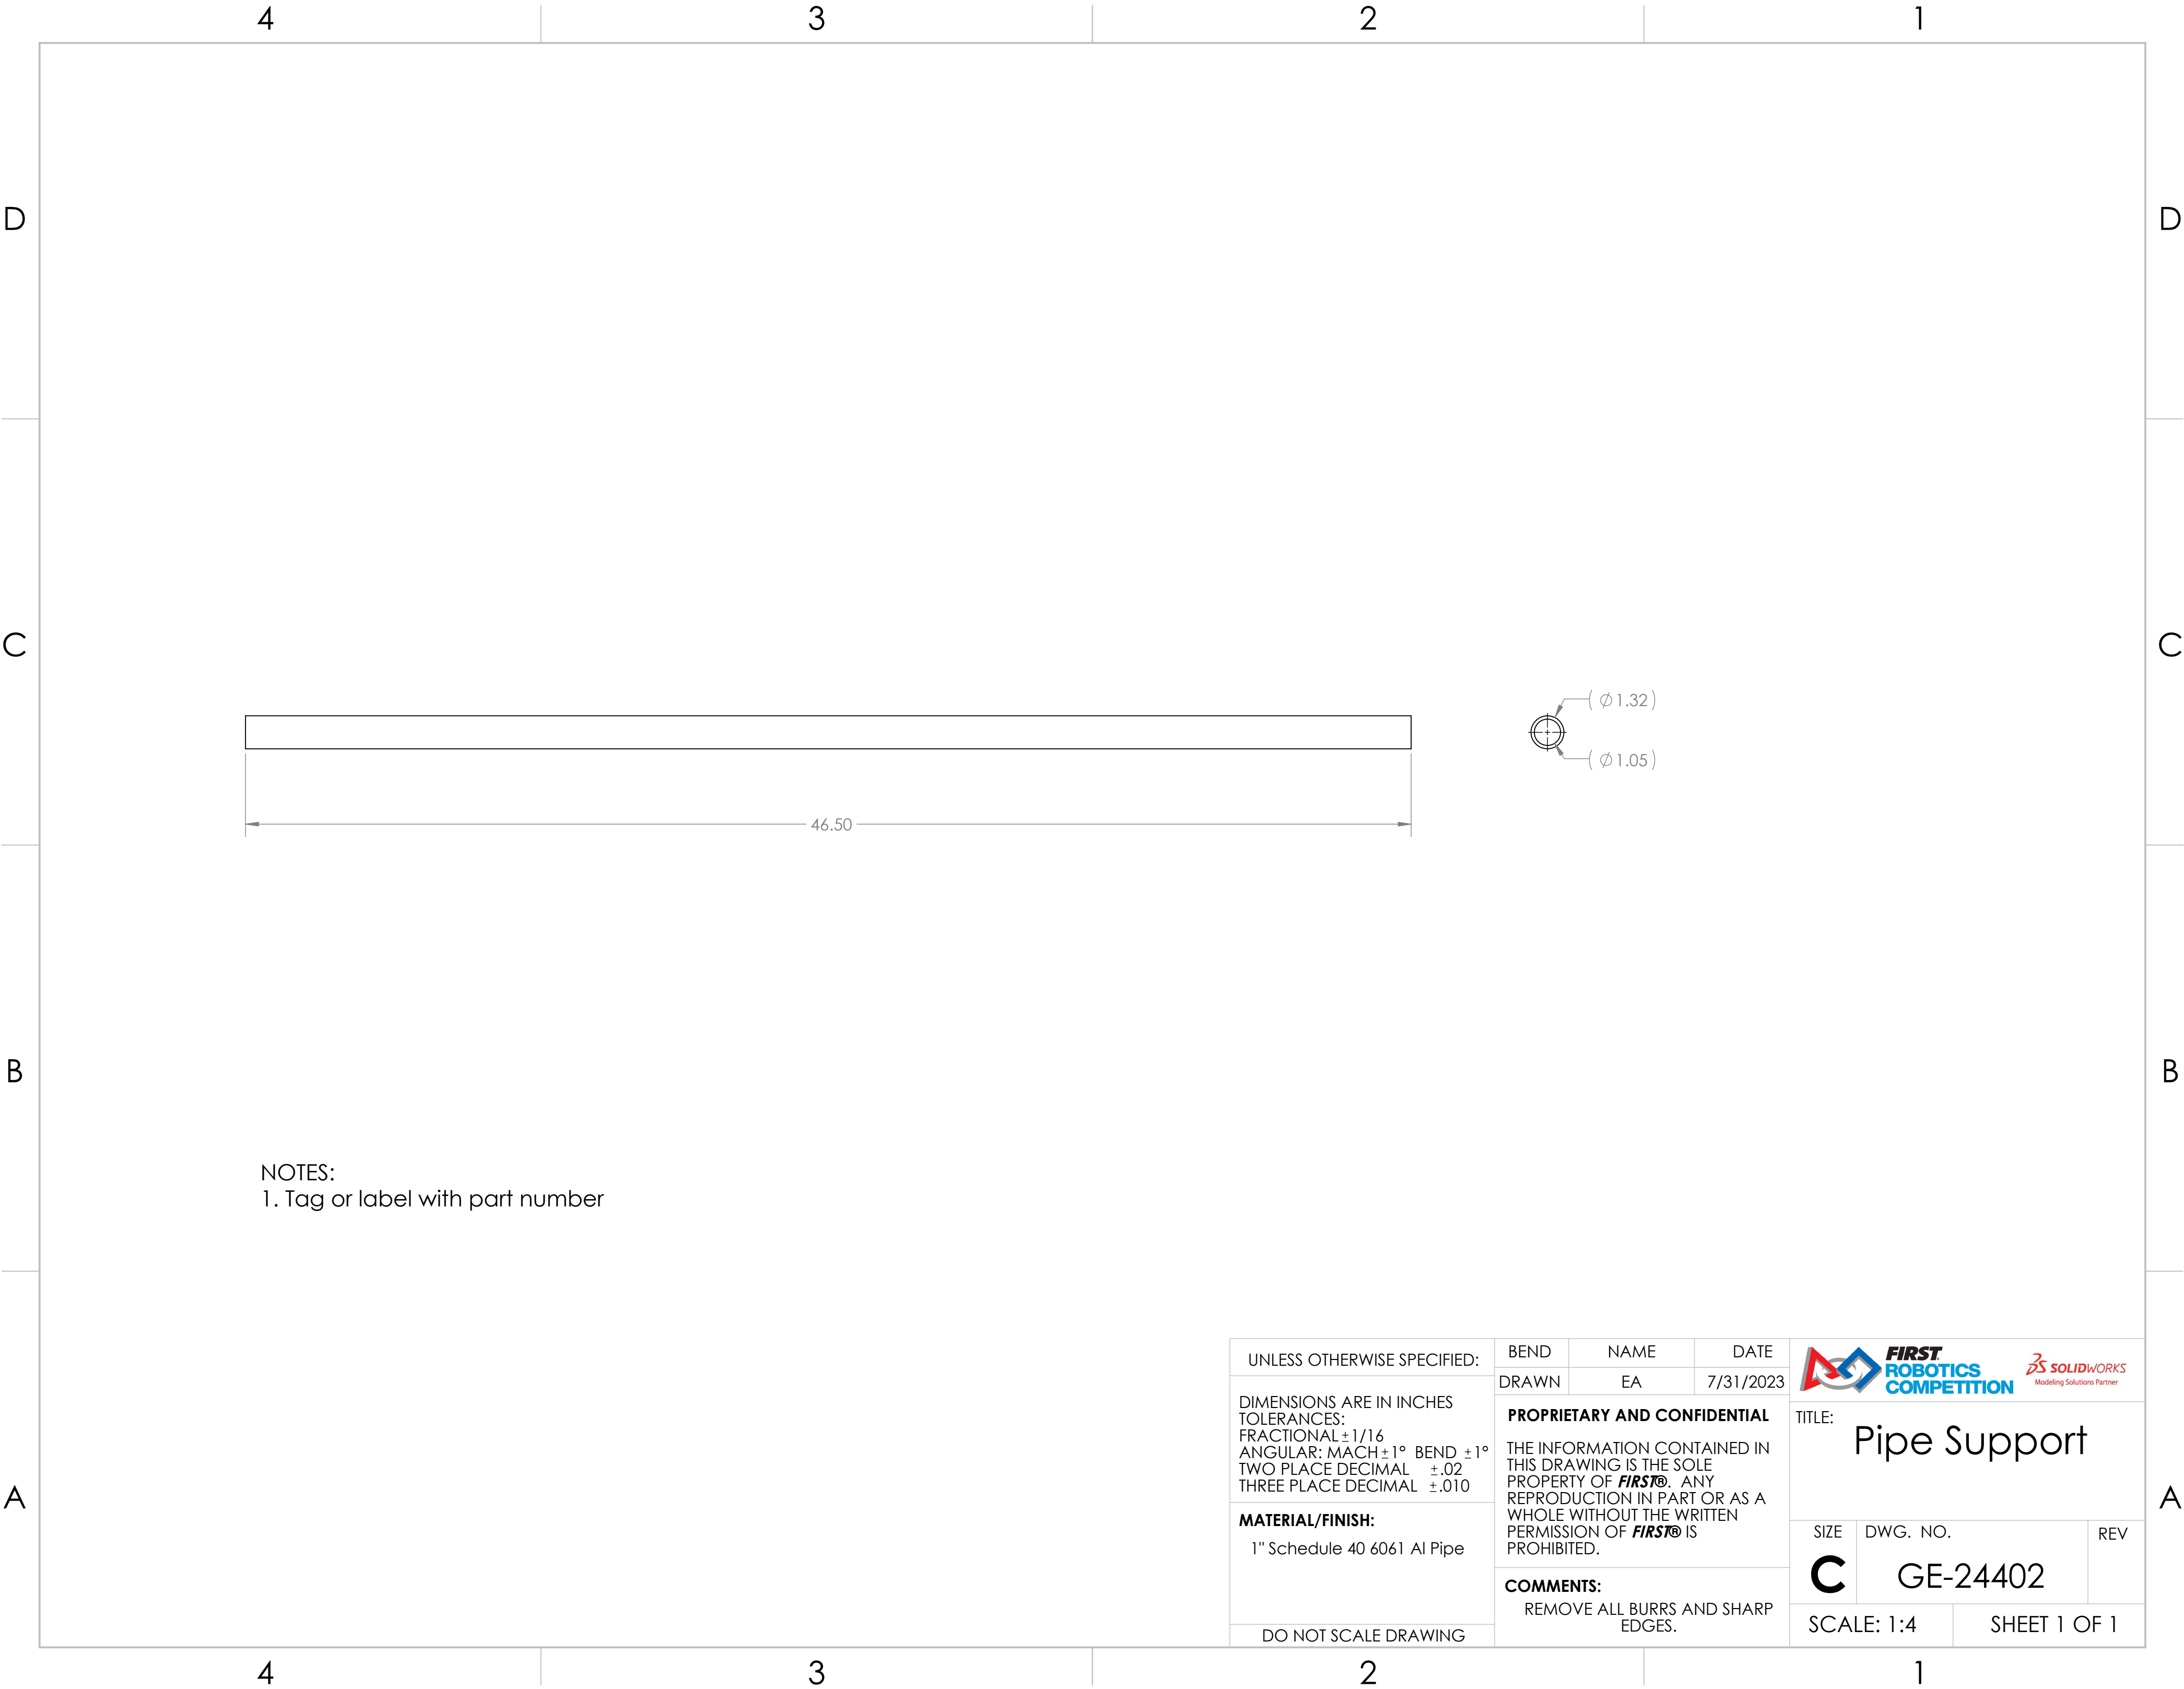 4 3 2 1
D D
C C
( ⌀1.32 )
( ⌀1.05 )
46.50
B B
NOTES:
1. Tag or label with part number
A A
UNLESS OTHERWISE SPECIFIED:
DIMENSIONS ARE IN INCHES
TOLERANCES:
FRACTIONAL±1/16
ANGULAR: MACH±1° BEND ±1°
TWO PLACE DECIMAL ±.02
THREE PLACE DECIMAL ±.010
MATERIAL/FINISH:
1" Schedule 40 6061 Al Pipe
DO NOT SCALE DRAWING
BEND NAME DATE
DRAWN EA 7/31/2023
PROPRIETARY AND CONFIDENTIAL
THE INFORMATION CONTAINED IN
THIS DRAWING IS THE SOLE
PROPERTY OF FIRST®. ANY
REPRODUCTION IN PART OR AS A
WHOLE WITHOUT THE WRITTEN
PERMISSION OF FIRST® IS
PROHIBITED.
COMMENTS:
REMOVE ALL BURRS AND SHARP
EDGES.
FIRST
ROBOTICS
COMPETITION
3S SOLIDWORKS
Modeling Solutions Partner
TITLE:
Pipe Support
SIZE DWG. NO. REV
C GE-24402
SCALE: 1:4 SHEET 1 OF 1
4 3 2 1